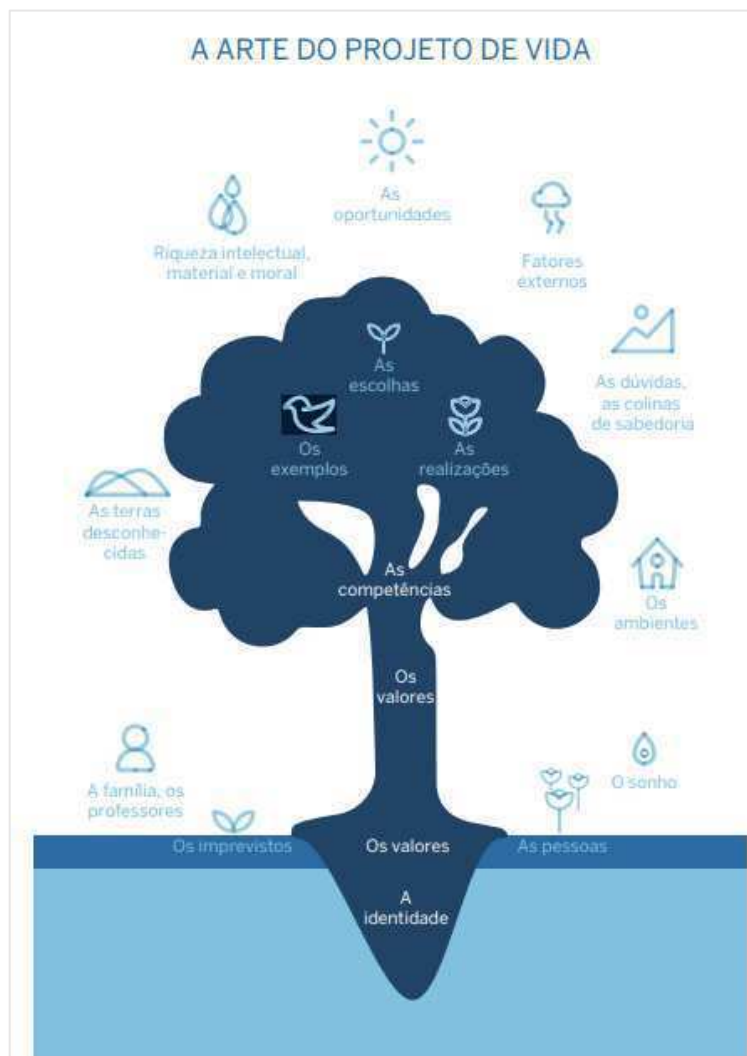 A ARTE DO PROJETO DE VIDA
As
oportunidades
Riqueza intelectual,
material e moral
Fatores
externos
As
escolhas
As dúvidas,
as colinas
de sabedoria
Os
exemplos
As
realizações
As terras
desconhe-
cidas
As
competências
Os
ambientes
Os
valores
A família, os
professores
O sonho
Os imprevistos
Os valores
As pessoas
A
identidade